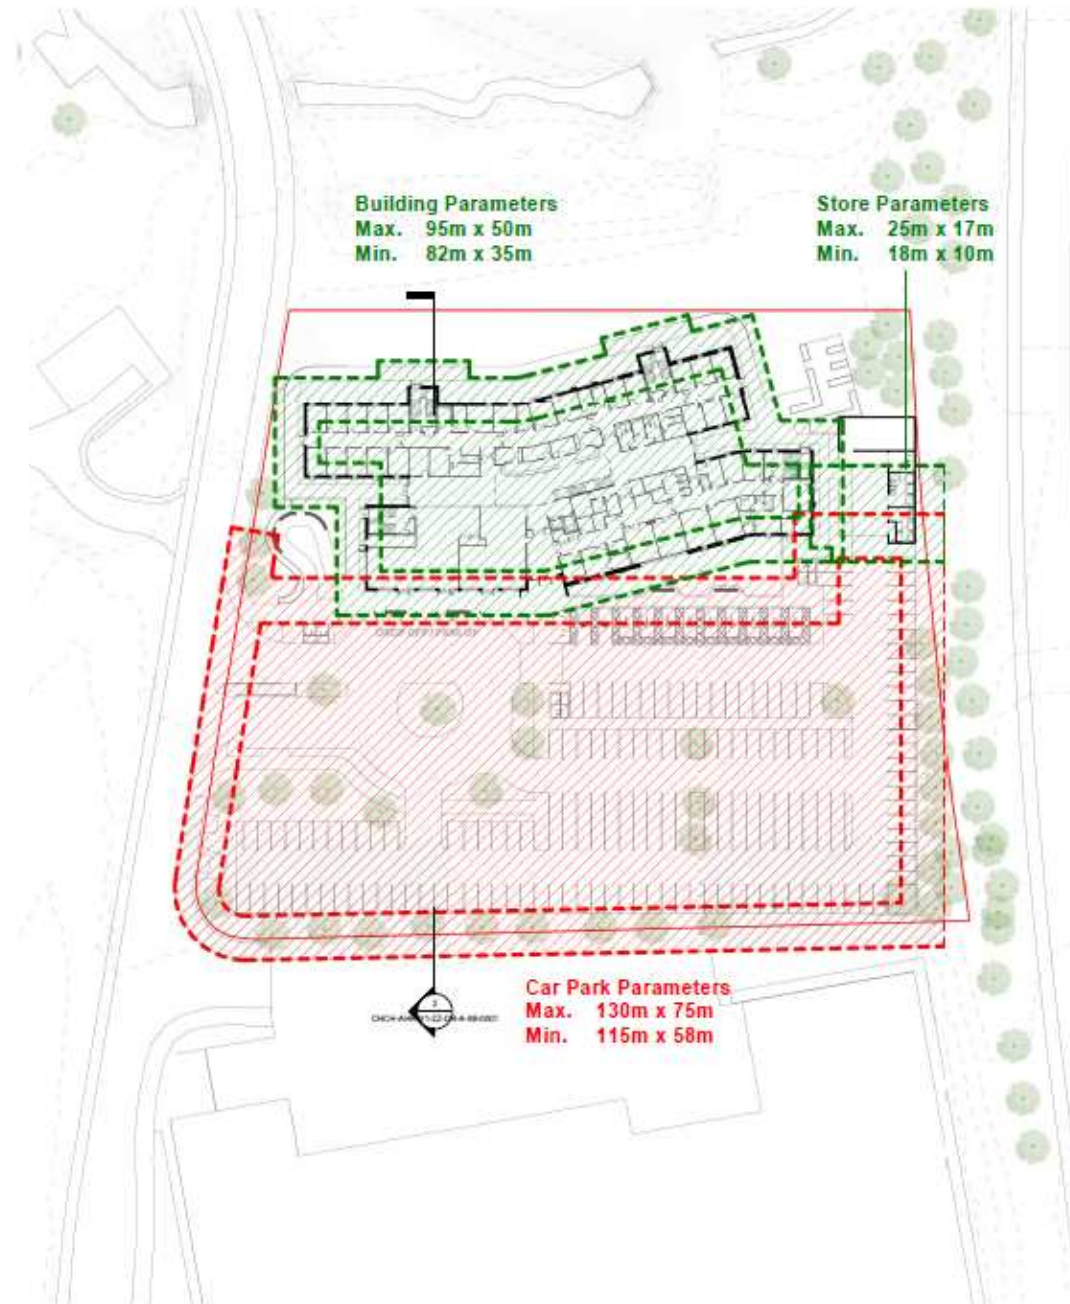 Building Parameters
Max. 95m x 50m
Min. 82m x 35m
Store Parameters
Max. 25m x 17m
Min. 18m x 10m
Car Park Parameters
Max. 130m x 75m
Min. 115m x 58m